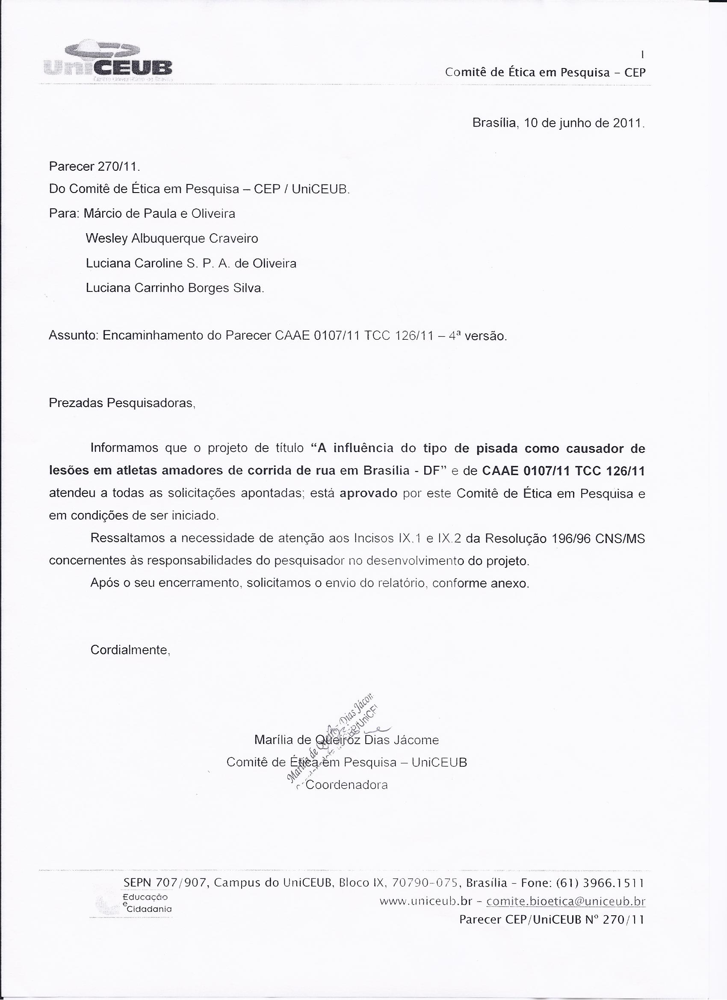 UniCEUB
1
Comitê de Ética em Pesquisa – CEP
Brasília, 10 de junho de 2011.
Parecer 270/11.
Do Comitê de Ética em Pesquisa – CEP / UniCEUB.
Para: Márcio de Paula e Oliveira
Wesley Albuquerque Craveiro
Luciana Caroline S. P. A. de Oliveira
Luciana Carrinho Borges Silva.
Assunto: Encaminhamento do Parecer CAAE 0107/11 TCC 126/11 – 4ª versão.
Prezadas Pesquisadoras,
Informamos que o projeto de título “A influência do tipo de pisada como causador de
lesões em atletas amadores de corrida de rua em Brasília - DF” e de CAAE 0107/11 TCC 126/11
atendeu a todas as solicitações apontadas; está aprovado por este Comitê de Ética em Pesquisa e
em condições de ser iniciado.
Ressaltamos a necessidade de atenção aos Incisos IX.1 e IX.2 da Resolução 196/96 CNS/MS
concernentes às responsabilidades do pesquisador no desenvolvimento do projeto.
Após o seu encerramento, solicitamos o envio do relatório, conforme anexo.
Cordialmente,
Marília de Queiroz Dias Jácome
Comitê de Ética em Pesquisa – UniCEUB
Coordenadora
SEPN 707/907, Campus do UniCEUB, Bloco IX, 70790-075, Brasília – Fone: (61) 3966.1511
Educação
e
Cidadania
www.uniceub.br – comite.bioetica@uniceub.br
Parecer CEP/UniCEUB Nº 270/11